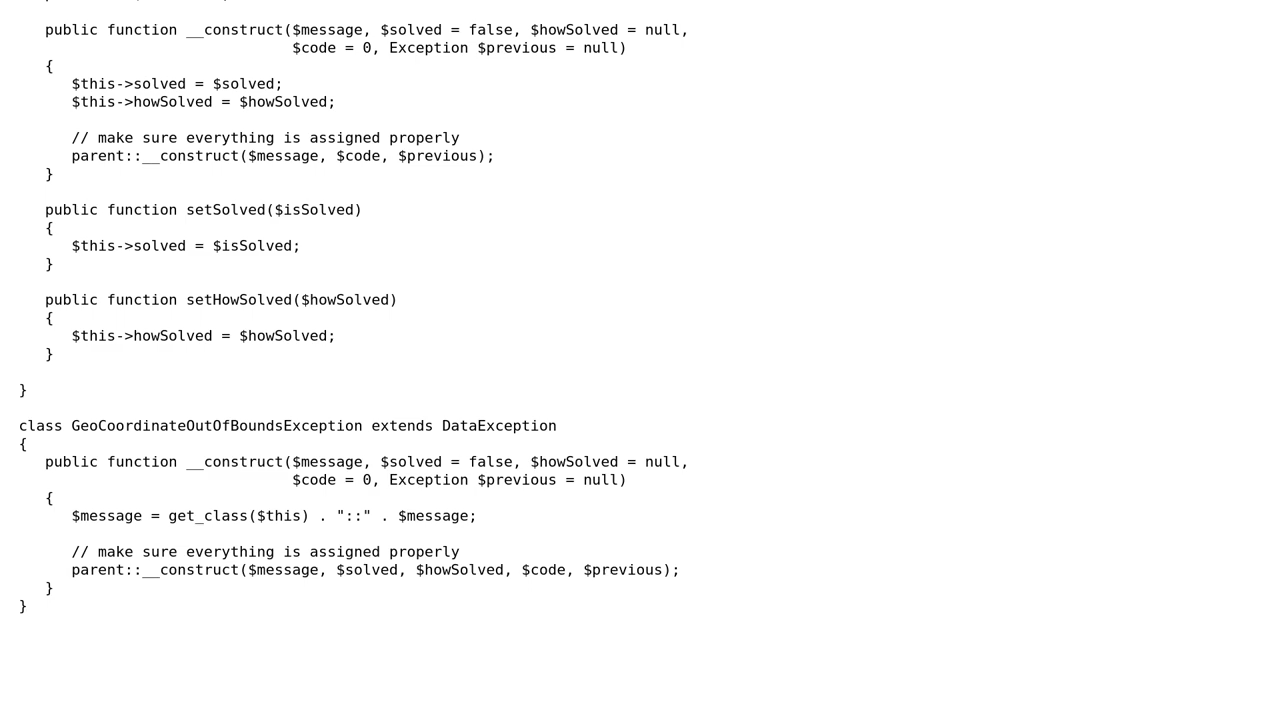 public function __construct($message, $solved = false, $howSolved = null,
$code = 0, Exception $previous = null)
{
$this->solved = $solved;
$this->howSolved = $howSolved;
// make sure everything is assigned properly
parent::__construct($message, $code, $previous);
}
public function setSolved($isSolved)
{
$this->solved = $isSolved;
}
public function setHowSolved($howSolved)
{
$this->howSolved = $howSolved;
}
}
class GeoCoordinateOutOfBoundsException extends DataException
{
public function __construct($message, $solved = false, $howSolved = null,
$code = 0, Exception $previous = null)
{
$message = get_class($this) . "::" . $message;
// make sure everything is assigned properly
parent::__construct($message, $solved, $howSolved, $code, $previous);
}
}